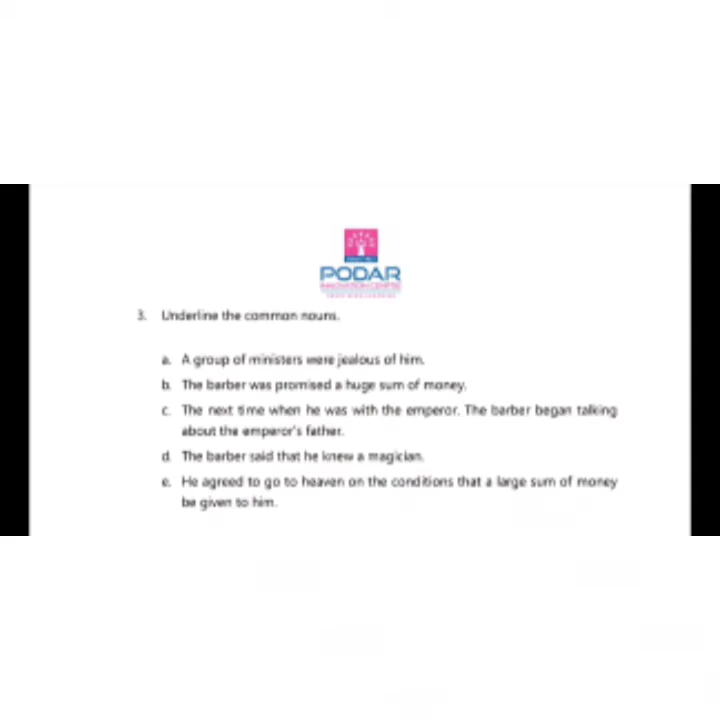 PODAR
INNOVATION CENTRE
3. Underline the common nouns.
a. A group of ministers were jealous of him.
b. The barber was promised a huge sum of money.
c. The next time when he was with the emperor. The barber began talking
about the emperor's father.
d. The barber said that he knew a magician.
e. He agreed to go to heaven on the conditions that a large sum of money
be given to him.